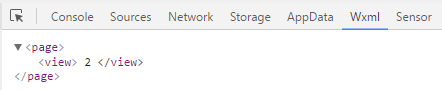 Console Sources Network Storage AppData Wxml Sensor
▼<page>
<view> 2 </view>
</page>